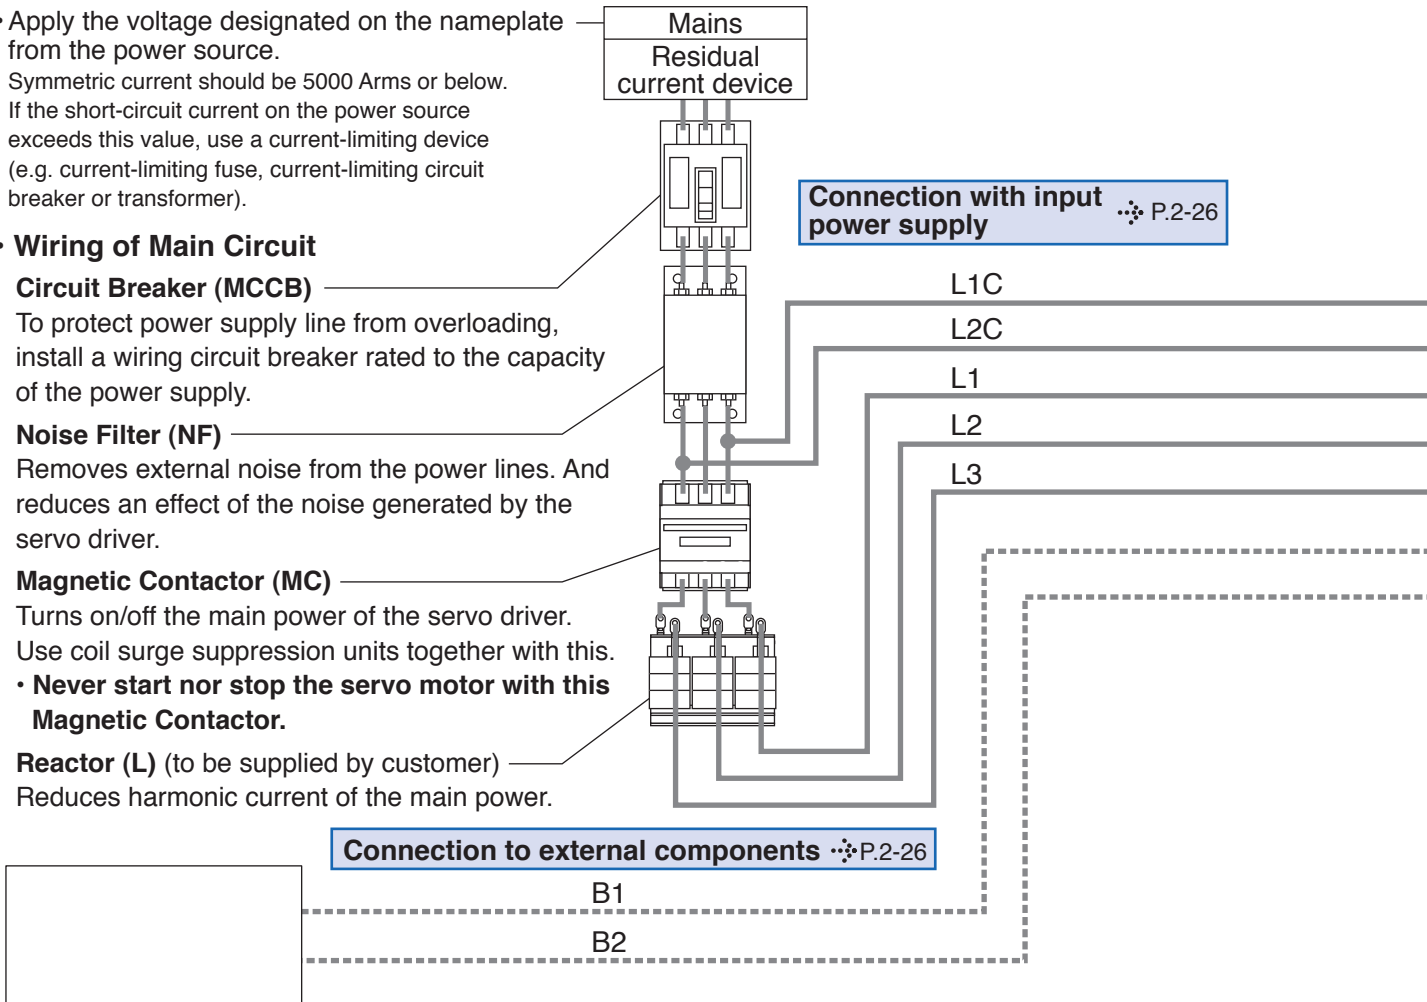 ・Apply the voltage designated on the nameplate
from the power source.
Symmetric current should be 5000 Arms or below.
If the short-circuit current on the power source
exceeds this value, use a current-limiting device
(e.g. current-limiting fuse, current-limiting circuit
breaker or transformer).
・Wiring of Main Circuit
Circuit Breaker (MCCB)
To protect power supply line from overloading,
install a wiring circuit breaker rated to the capacity
of the power supply.
Noise Filter (NF)
Removes external noise from the power lines. And
reduces an effect of the noise generated by the
servo driver.
Magnetic Contactor (MC)
Turns on/off the main power of the servo driver.
Use coil surge suppression units together with this.
・Never start nor stop the servo motor with this
Magnetic Contactor.
Reactor (L) (to be supplied by customer)
Reduces harmonic current of the main power.
Mains
Residual
current device
Connection with input
power supply P.2-26
L1C
L2C
L1
L2
L3
Connection to external components P.2-26
B1
B2